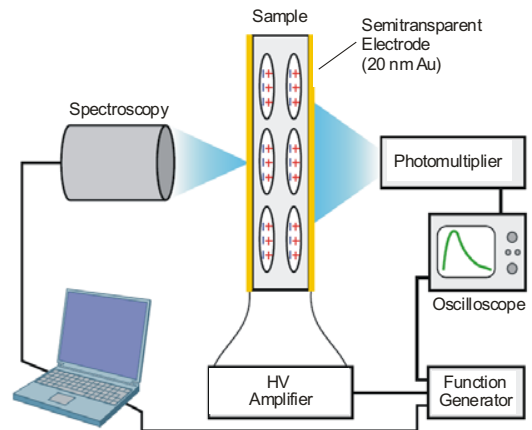 Sample
Semitransparent
Electrode
(20 nm Au)
Spectroscopy
Photomultiplier
Oscilloscope
HV
Amplifier
Function
Generator